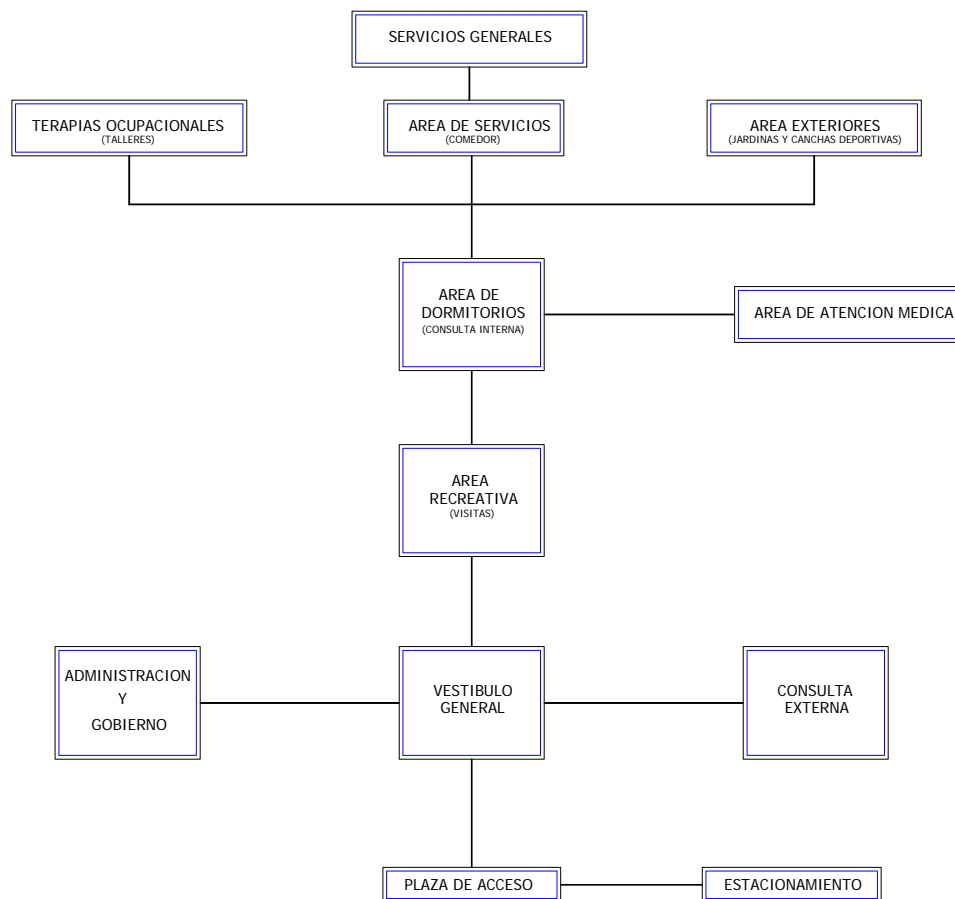 SERVICIOS GENERALES
TERAPIAS OCUPACIONALES
(TALLERES)
AREA DE SERVICIOS
(COMEDOR)
AREA EXTERIORES
(JARDINAS Y CANCHAS DEPORTIVAS)
AREA DE
DORMITORIOS
(CONSULTA INTERNA)
AREA DE ATENCION MEDICA
AREA
RECREATIVA
(VISITAS)
ADMINISTRACION
Y
GOBIERNO
VESTIBULO
GENERAL
CONSULTA
EXTERNA
PLAZA DE ACCESO
ESTACIONAMIENTO